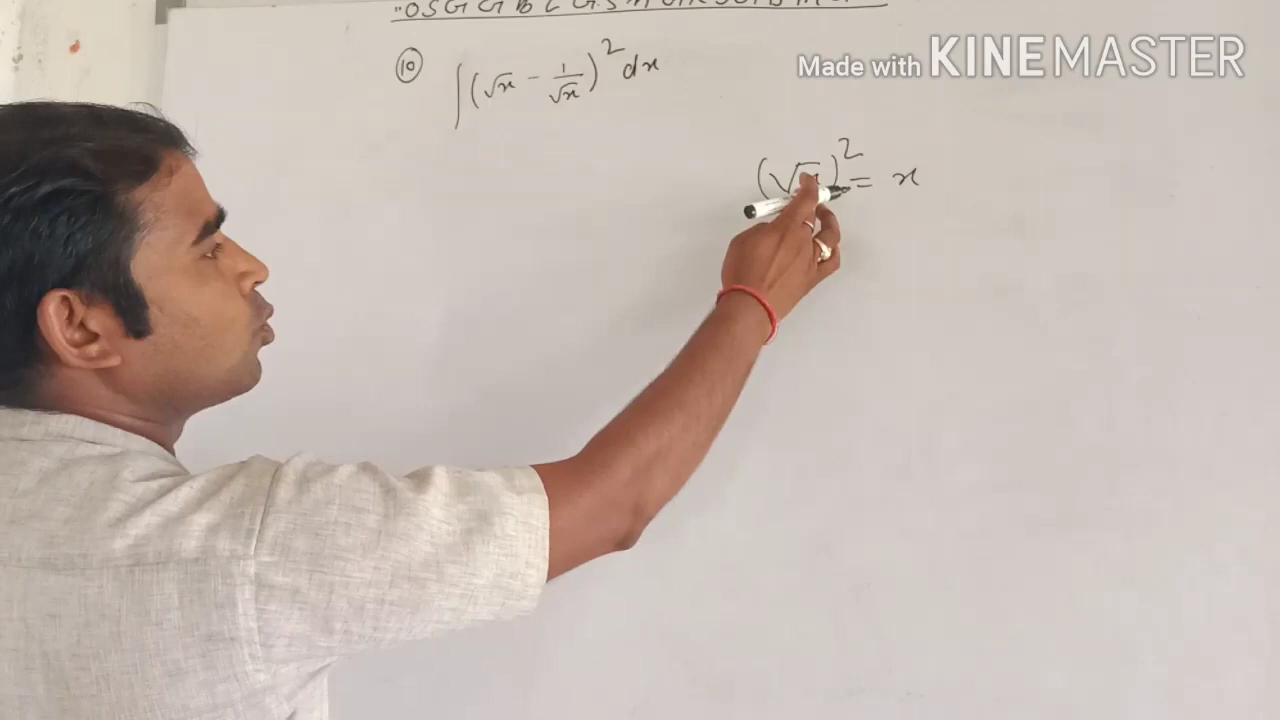 Made with KINEMASTER
⑩ ∫(√x - 1/√x)² dx
(√x)² = x